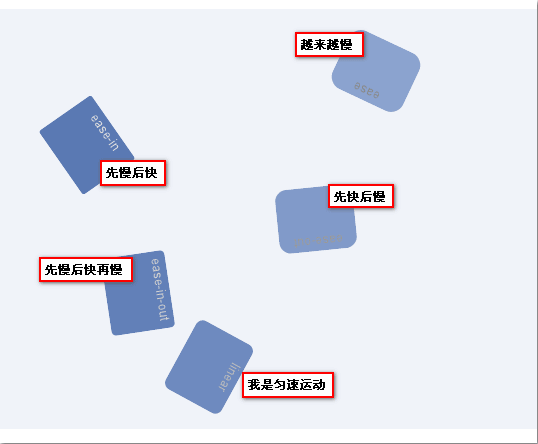 越来越慢
ease
ease-in
先慢后快
先快后慢
先慢后快再慢
ease-in-out
linear
我是匀速运动